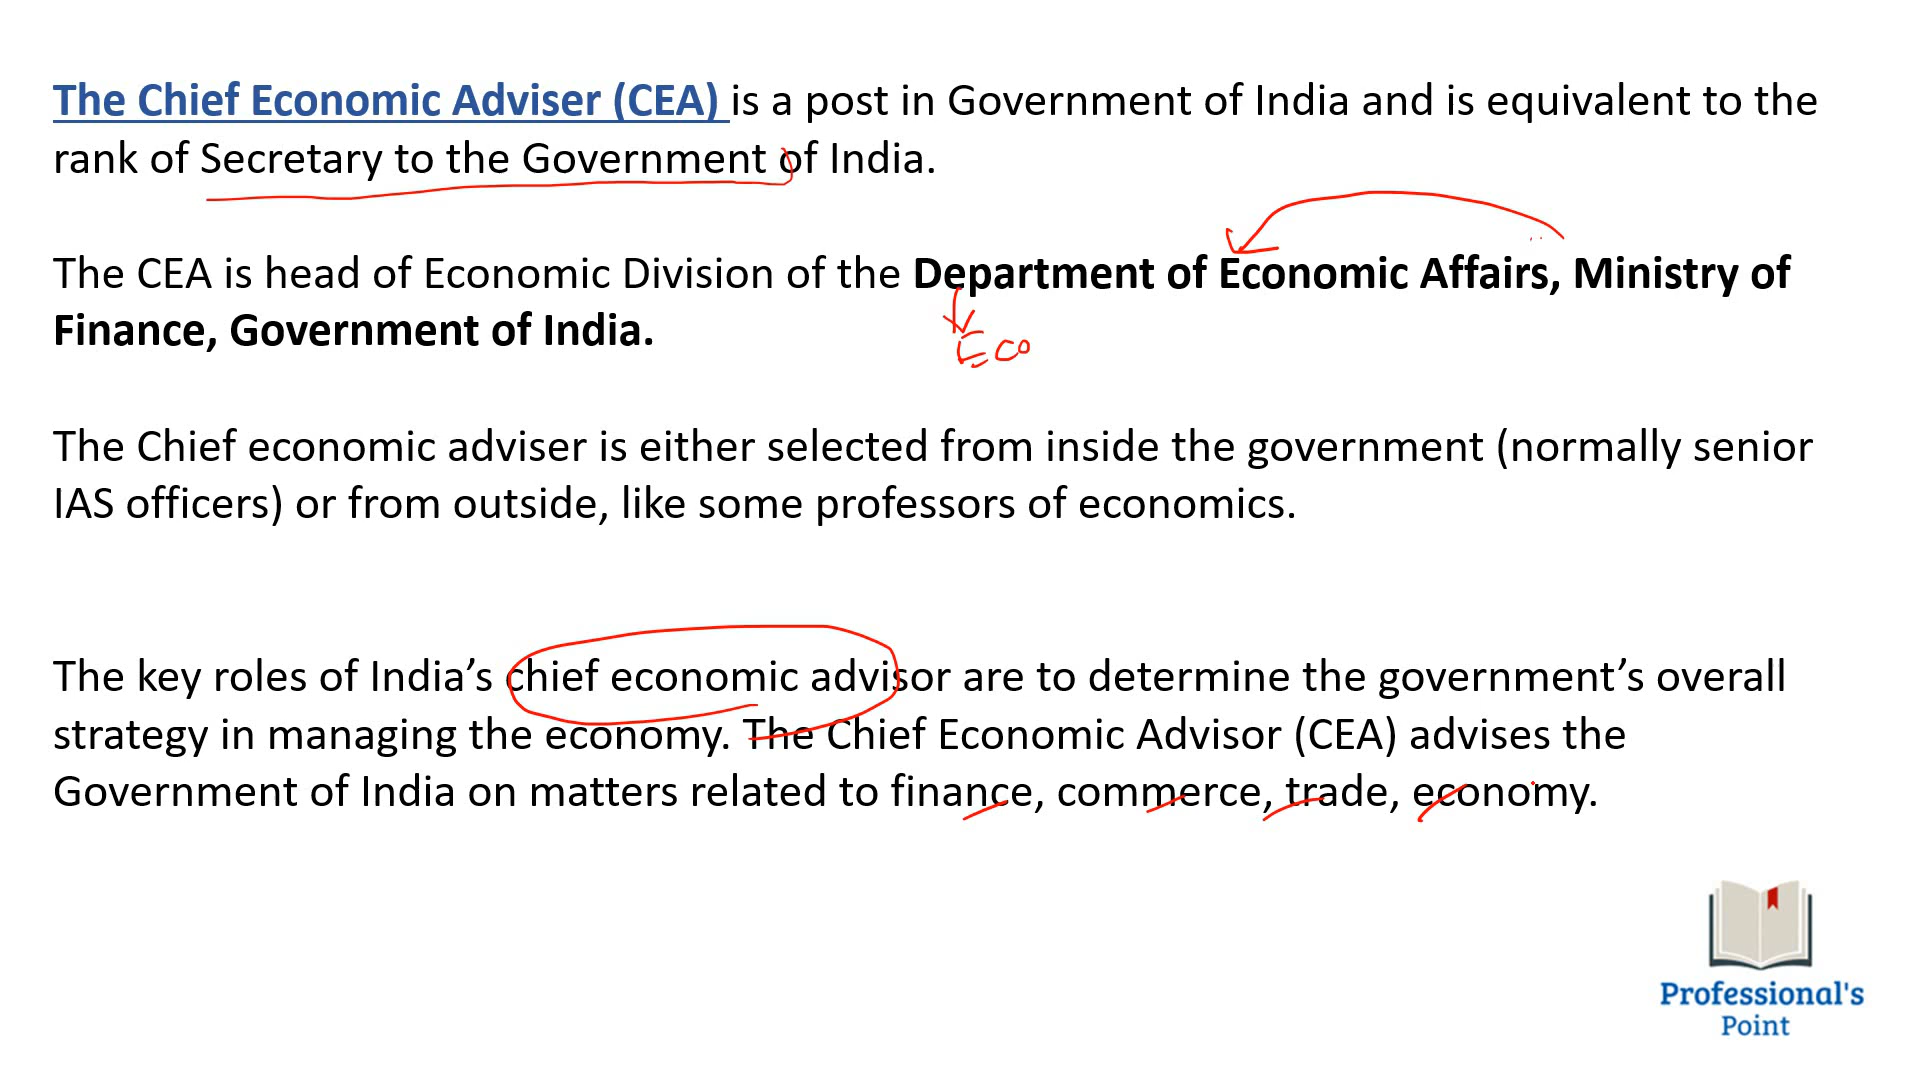 The Chief Economic Adviser (CEA) is a post in Government of India and is equivalent to the
rank of Secretary to the Government of India.
The CEA is head of Economic Division of the Department of Economic Affairs, Ministry of
Finance, Government of India.
Eco
The Chief economic adviser is either selected from inside the government (normally senior
IAS officers) or from outside, like some professors of economics.
The key roles of India’s chief economic advisor are to determine the government’s overall
strategy in managing the economy. The Chief Economic Advisor (CEA) advises the
Government of India on matters related to finance, commerce, trade, economy.
Professional's
Point